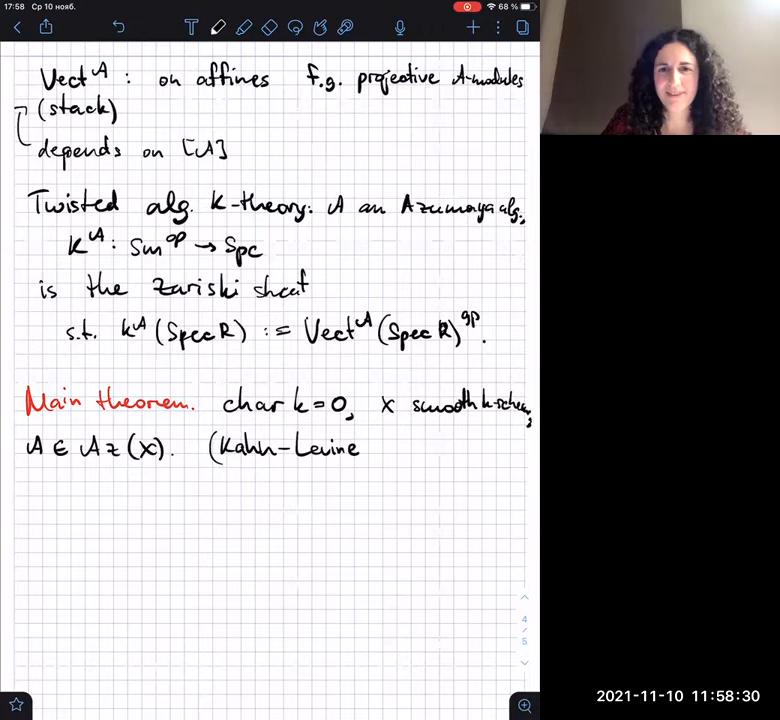 17:58 Ср 10 нояб.
68 %
Vect^A : on affines f.g. projective A-modules
(stack)
depends on [A]
Twisted alg. K-theory: A an Azumaya alg.,
K^A : Sm^op → Spc
is the Zariski sheaf
s.t. K^A (Spec R) := Vect^A (Spec R)^gp.
Main theorem. char k = 0, X smooth k-scheme,
A ∈ Az(X). (Kahn-Levine
4
/
5
2021-11-10 11:58:30